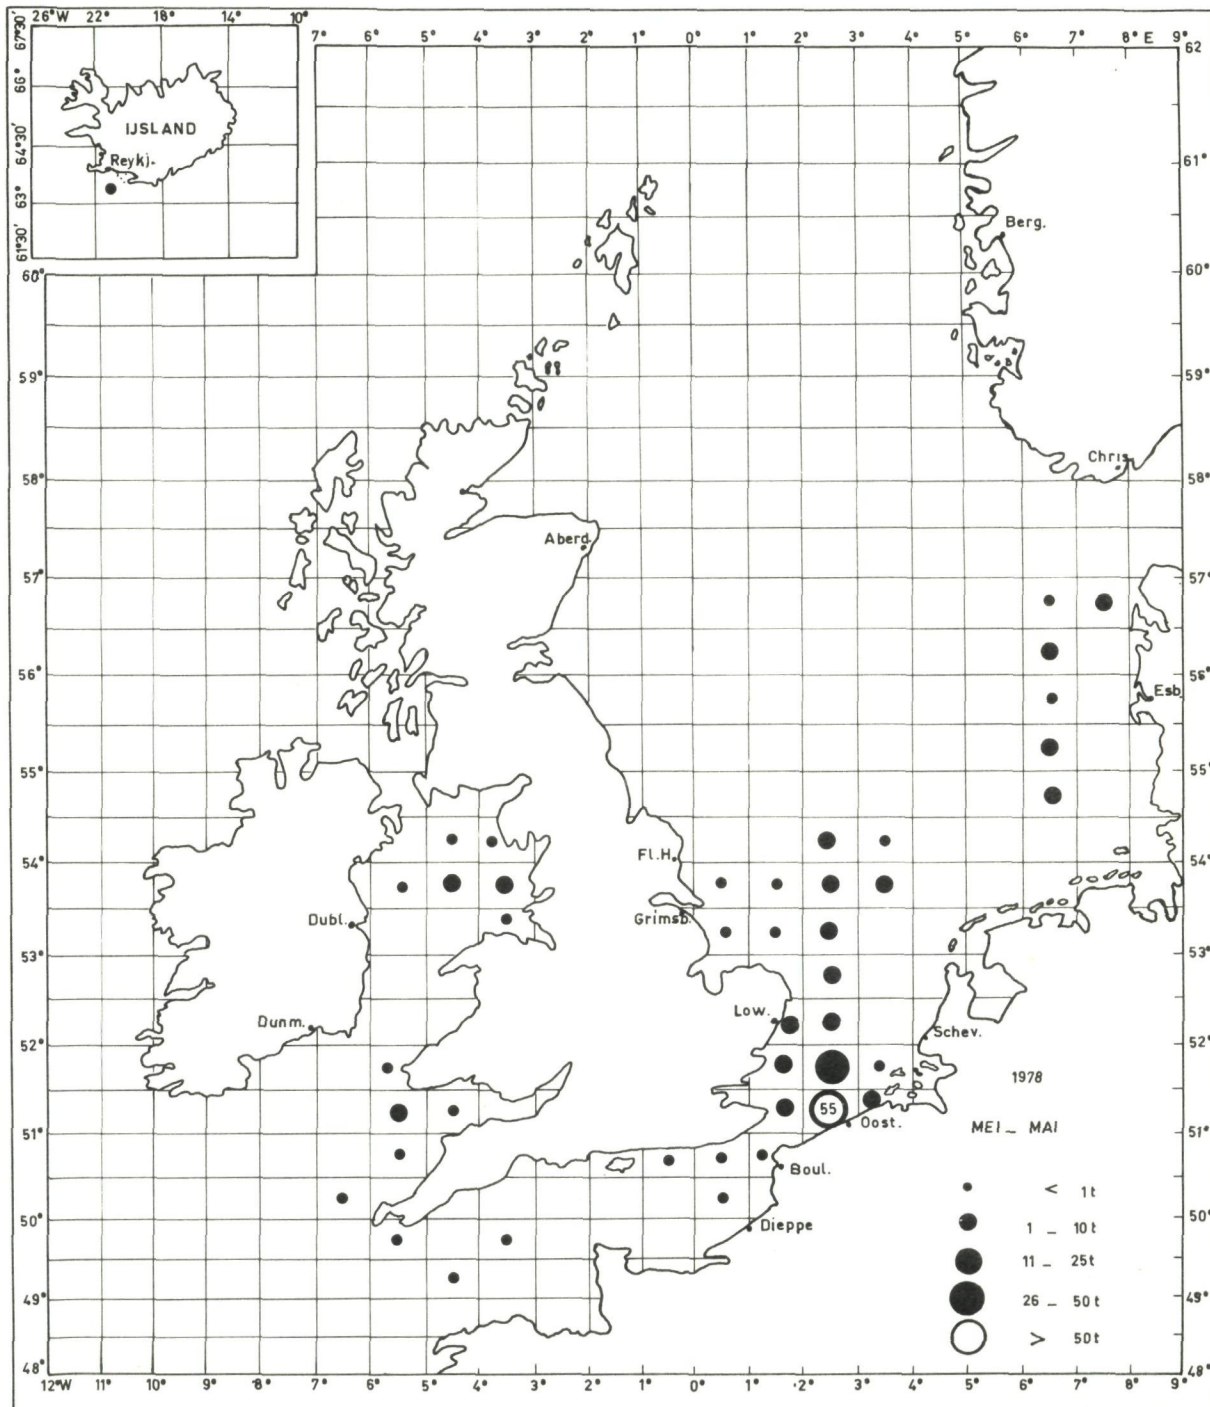 26°W 22° 18° 14° 10°
67°30'
66°
64°30'
63°
61°30'
IJSLAND
Reykj.
7° 6° 5° 4° 3° 2° 1° 0° 1° 2° 3° 4° 5° 6° 7° 8° E 9°
62
61°
60°
59°
58°
57°
56°
55°
54°
53°
52°
51°
50°
49°
48°
60°
59°
58°
57°
56°
55°
54°
53°
52°
51°
50°
49°
48°
Berg.
Chris
Aberd.
Esb.
Fl.H.
Grimsb.
Dubl.
Dunm.
Low.
Schev.
55
Oost.
Boul.
Dieppe
1978
MEI - MAI
< 1t
1 - 10t
11 - 25t
26 - 50t
> 50t
12°W 10° 9° 8° 7° 6° 5° 4° 3° 2° 1° 0° 1° 2° 3° 4° 5° 6° 7° 8° 9°